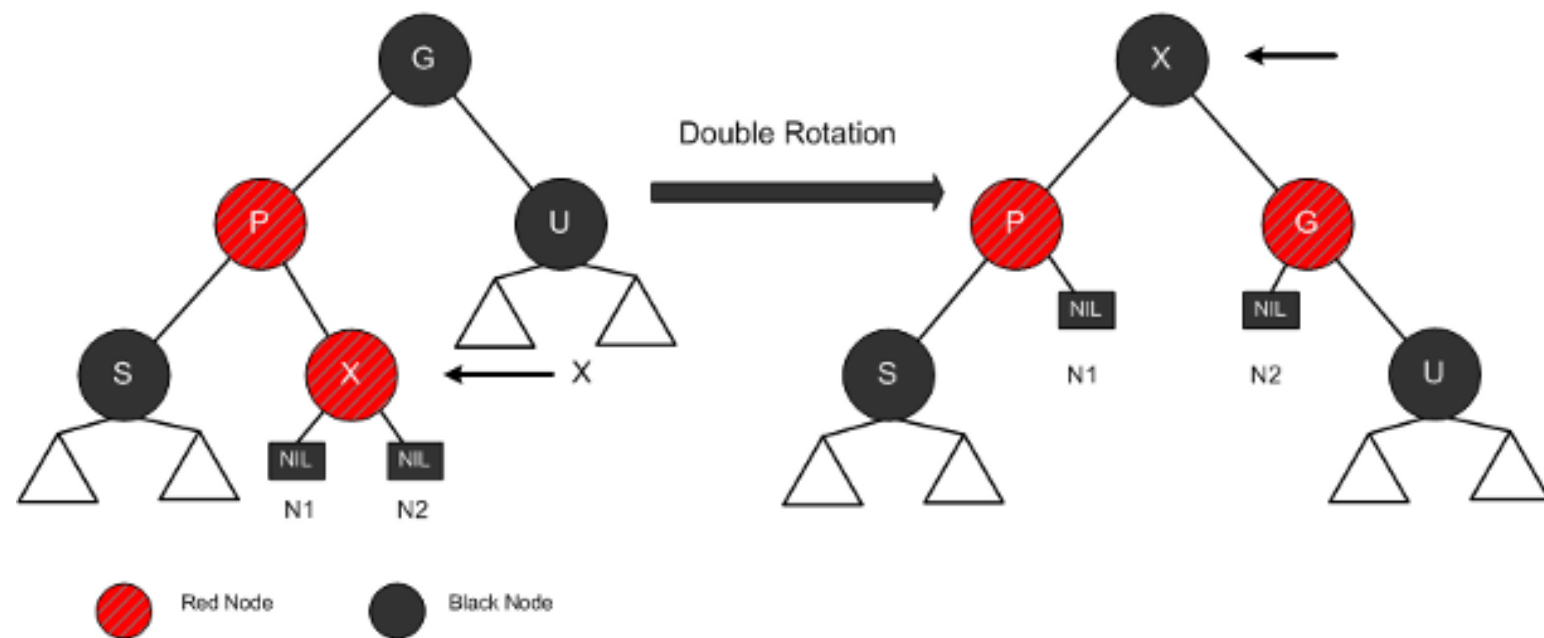 G
X
Double Rotation
P
U
P
G
NIL
NIL
S
X
X
N1
N2
S
U
NIL
NIL
N1
N2
Red Node
Black Node